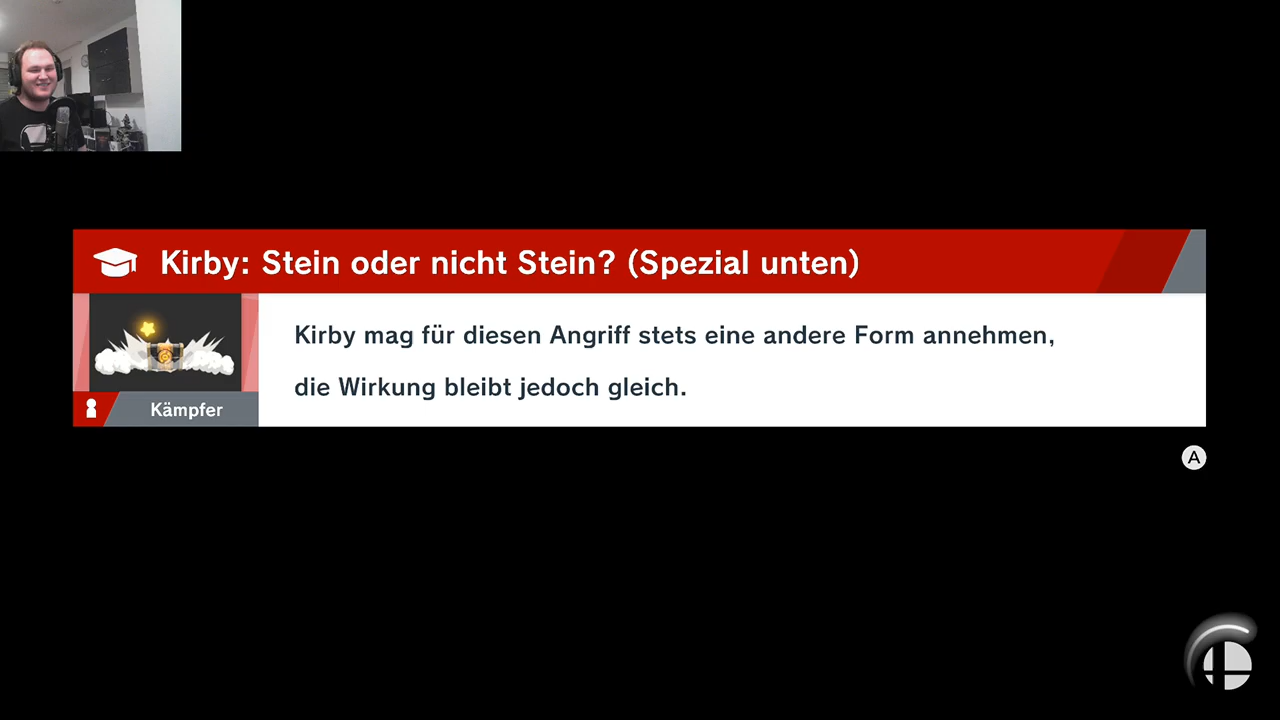 Kirby: Stein oder nicht Stein? (Spezial unten)
Kirby mag für diesen Angriff stets eine andere Form annehmen,
die Wirkung bleibt jedoch gleich.
Kämpfer
A